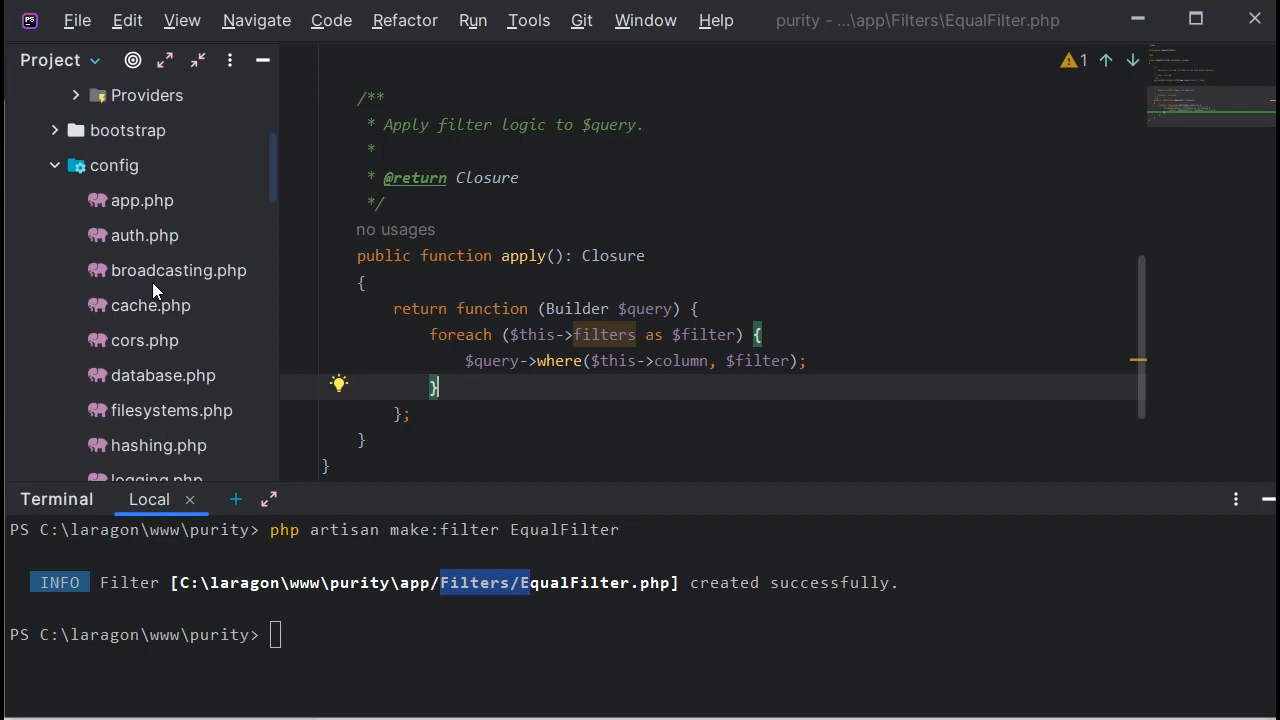 PS File Edit View Navigate Code Refactor Run Tools Git Window Help purity - ...\app\Filters\EqualFilter.php
Project
Providers
bootstrap
config
app.php
auth.php
broadcasting.php
cache.php
cors.php
database.php
filesystems.php
hashing.php
logging.php
1
/**
* Apply filter logic to $query.
*
* @return Closure
*/
no usages
public function apply(): Closure
{
return function (Builder $query) {
foreach ($this->filters as $filter) {
$query->where($this->column, $filter);
}
};
}
}
Terminal Local
PS C:\laragon\www\purity> php artisan make:filter EqualFilter
INFO Filter [C:\laragon\www\purity\app/Filters/EqualFilter.php] created successfully.
PS C:\laragon\www\purity>